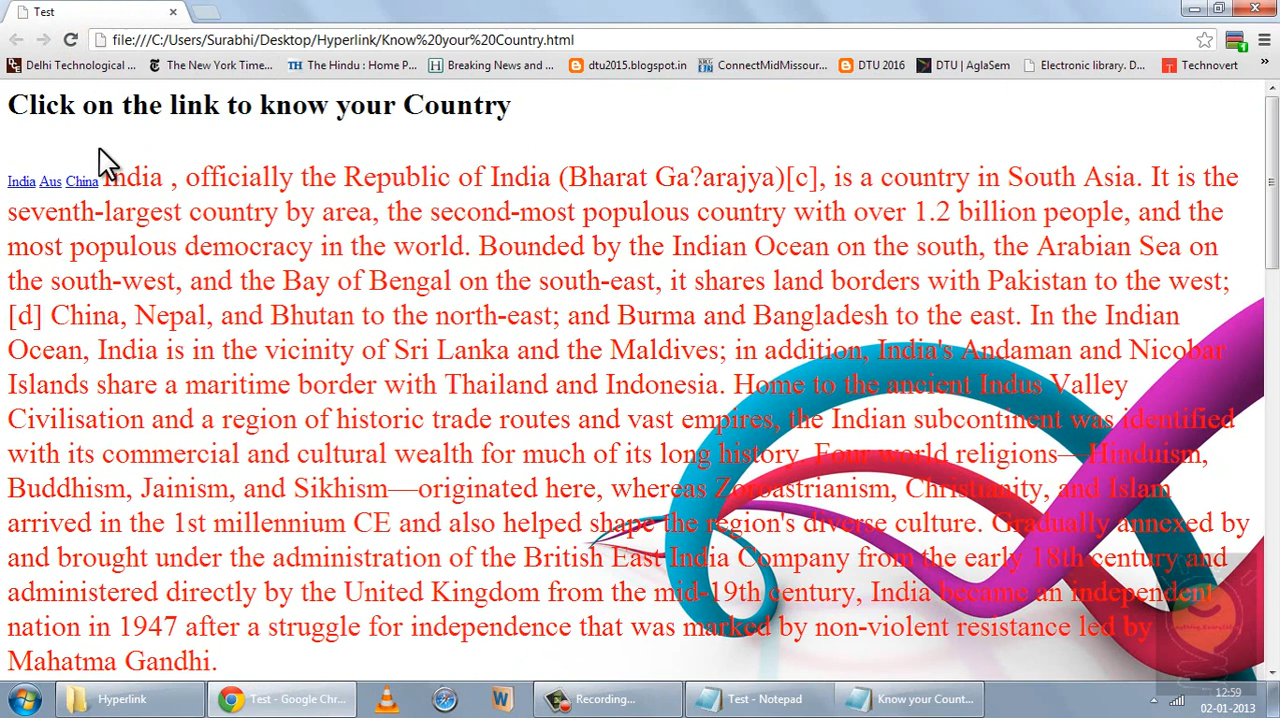 Test
file:///C:/Users/Surabhi/Desktop/Hyperlink/Know%20your%20Country.html
Delhi Technological ... The New York Time... The Hindu : Home P... Breaking News and ... dtu2015.blogspot.in ConnectMidMissour... DTU 2016 DTU | AglaSem Electronic library. D... Technovert »
Click on the link to know your Country
India Aus China India , officially the Republic of India (Bharat Ga?arajya)[c], is a country in South Asia. It is the
seventh-largest country by area, the second-most populous country with over 1.2 billion people, and the
most populous democracy in the world. Bounded by the Indian Ocean on the south, the Arabian Sea on
the south-west, and the Bay of Bengal on the south-east, it shares land borders with Pakistan to the west;
[d] China, Nepal, and Bhutan to the north-east; and Burma and Bangladesh to the east. In the Indian
Ocean, India is in the vicinity of Sri Lanka and the Maldives; in addition, India's Andaman and Nicobar
Islands share a maritime border with Thailand and Indonesia. Home to the ancient Indus Valley
Civilisation and a region of historic trade routes and vast empires, the Indian subcontinent was identified
with its commercial and cultural wealth for much of its long history. Four world religions—Hinduism,
Buddhism, Jainism, and Sikhism—originated here, whereas Zoroastrianism, Christianity, and Islam
arrived in the 1st millennium CE and also helped shape the region's diverse culture. Gradually annexed by
and brought under the administration of the British East India Company from the early 18th century and
administered directly by the United Kingdom from the mid-19th century, India became an independent
nation in 1947 after a struggle for independence that was marked by non-violent resistance led by
Mahatma Gandhi.
Hyperlink Test - Google Chr... Recording... Test - Notepad Know your Count... 12:59
02-01-2013